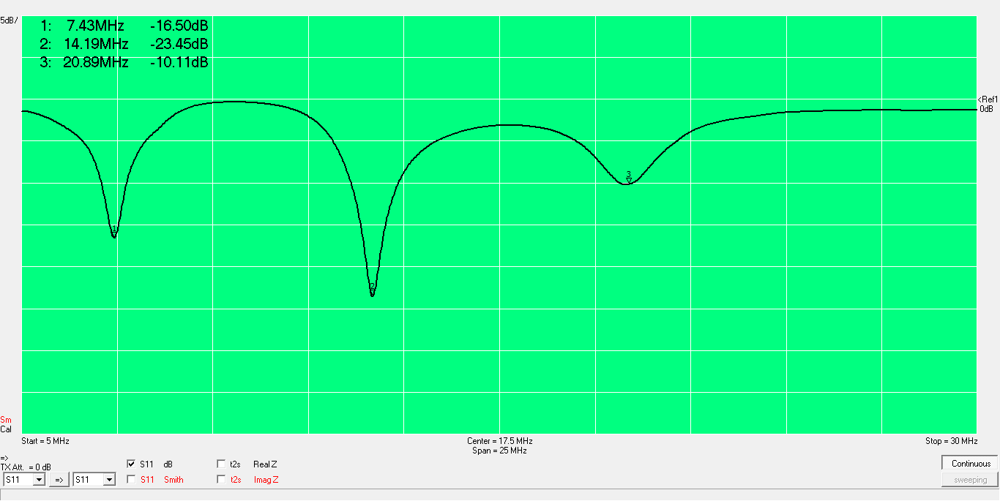 5dB/
1: 7.43MHz -16.50dB
2: 14.19MHz -23.45dB
3: 20.89MHz -10.11dB
<Ref1
0dB
3
1
2
Sm
Cal
Start = 5 MHz Center = 17.5 MHz Stop = 30 MHz
Span = 25 MHz
=>
TX Att. = 0 dB
S11 dB t2s Real Z Continuous
S11 => S11 S11 Smith t2s Imag Z sweeping